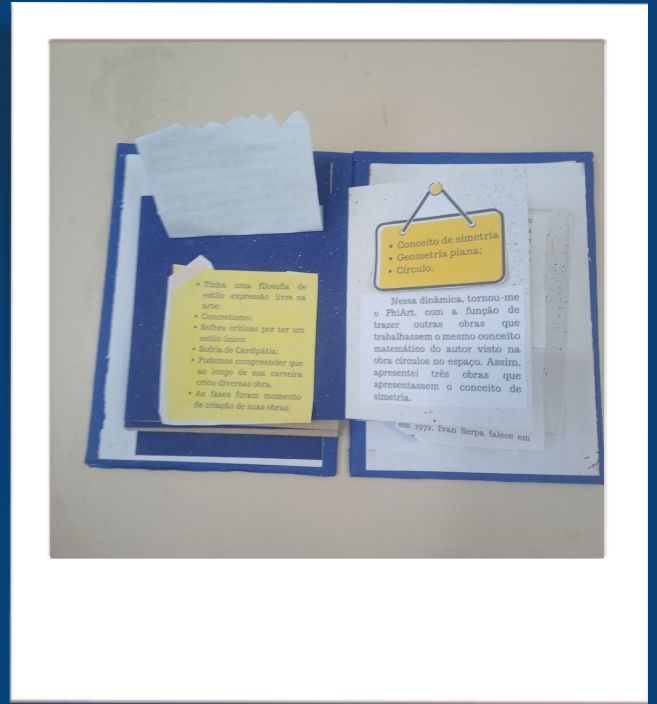 • Tinha uma filosofia de
estilo expressão livre na
arte;
• Concretismo;
• Sofreu críticas por ter um
estilo único;
• Sofria de Cardipátia;
• Podemos compreender que
ao longo de sua carreira
criou diversas obra.
• As fases foram momento
de criação de suas obras.
• Conceito de simetria.
• Geometria plana;
• Círculo.
Nessa dinâmica, tornou-me
o PhiArt, com a função de
trazer outras obras que
trabalhassem o mesmo conceito
matemático do autor visto na
obra círculos no espaço. Assim,
apresentei três obras que
apresentassem o conceito de
simetria.
em 1972, Ivan Serpa falece em